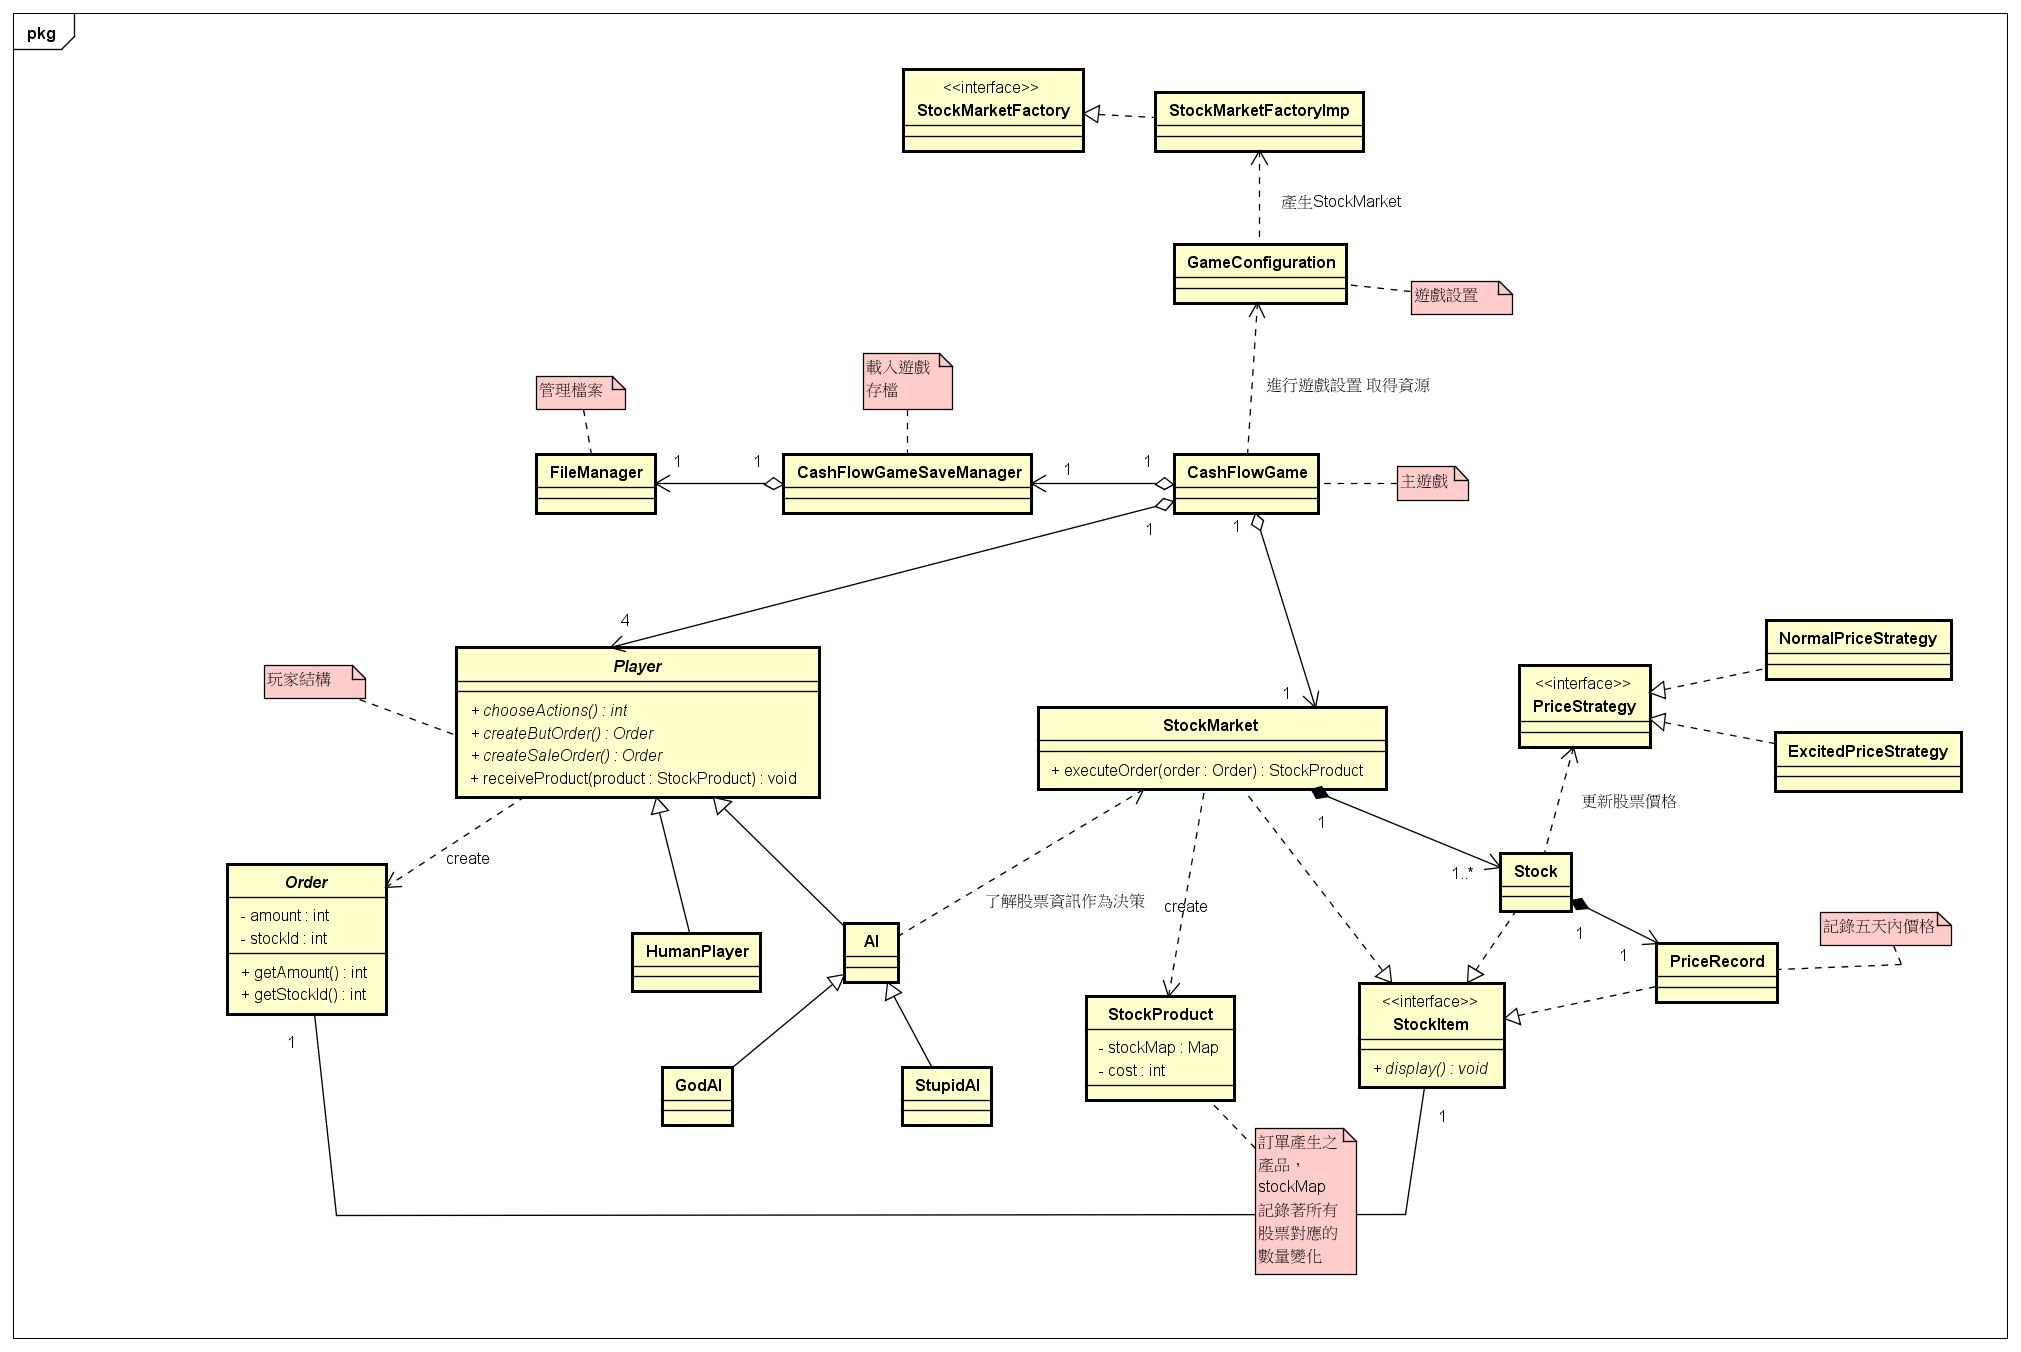 pkg
<<interface>>
StockMarketFactory
StockMarketFactoryImp
產生StockMarket
GameConfiguration
遊戲設置
進行遊戲設置 取得資源
管理檔案
載入遊戲
存檔
FileManager
1
1
CashFlowGameSaveManager
1
1
CashFlowGame
主遊戲
1
1
4
1
玩家結構
Player
+ chooseActions() : int
+ createButOrder() : Order
+ createSaleOrder() : Order
+ receiveProduct(product : StockProduct) : void
StockMarket
+ executeOrder(order : Order) : StockProduct
<<interface>>
PriceStrategy
NormalPriceStrategy
ExcitedPriceStrategy
更新股票價格
1
1..*
create
Order
- amount : int
- stockId : int
+ getAmount() : int
+ getStockId() : int
1
HumanPlayer
AI
了解股票資訊作為決策
create
Stock
1
1
PriceRecord
記錄五天內價格
GodAI
StupidAI
StockProduct
- stockMap : Map
- cost : int
<<interface>>
StockItem
+ display() : void
1
訂單產生之
產品，
stockMap
記錄著所有
股票對應的
數量變化